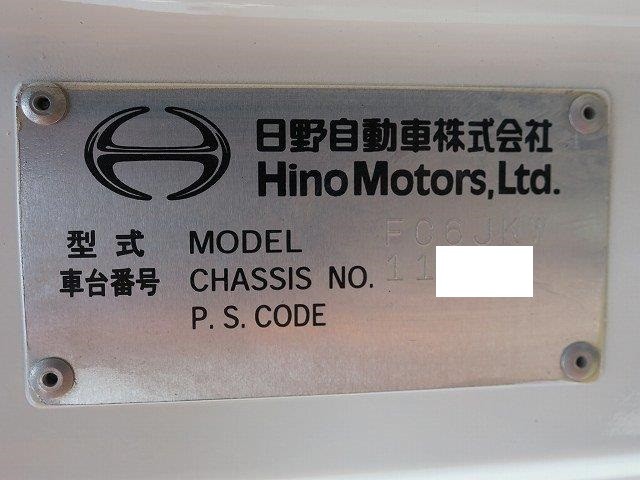 日野自動車株式会社
Hino Motors, Ltd.
型式 MODEL FC6JK
車台番号 CHASSIS NO. 11
P. S. CODE